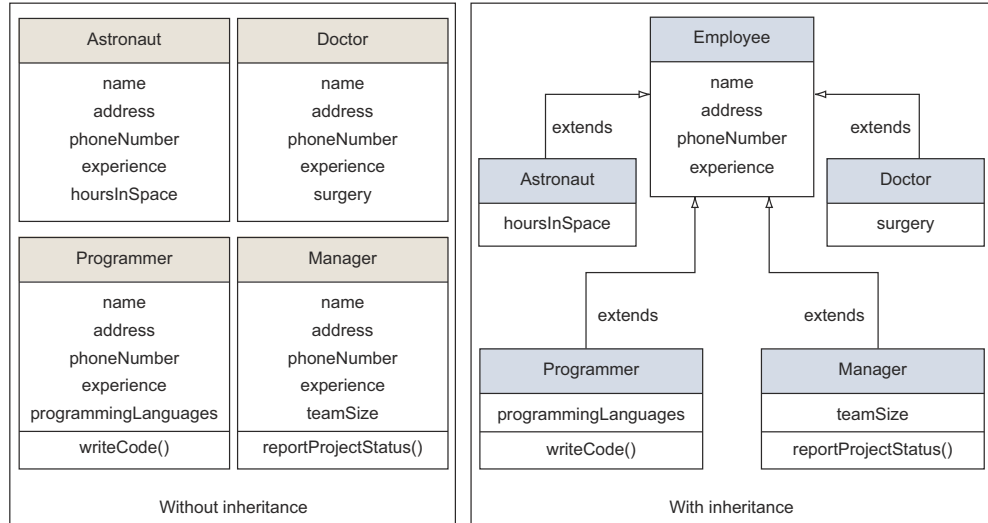 Astronaut
name
address
phoneNumber
experience
hoursInSpace
Doctor
name
address
phoneNumber
experience
surgery
Programmer
name
address
phoneNumber
experience
programmingLanguages
writeCode()
Manager
name
address
phoneNumber
experience
teamSize
reportProjectStatus()
Without inheritance
Employee
name
address
phoneNumber
experience
extends
extends
Astronaut
hoursInSpace
Doctor
surgery
extends
extends
Programmer
programmingLanguages
writeCode()
Manager
teamSize
reportProjectStatus()
With inheritance